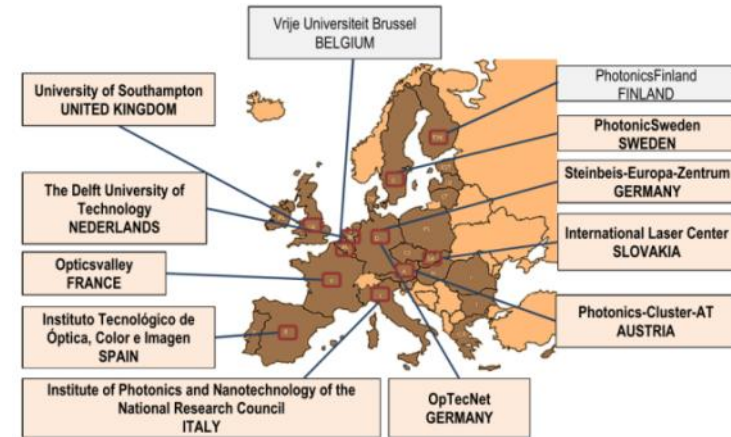 Vrije Universiteit Brussel
BELGIUM
University of Southampton
UNITED KINGDOM
PhotonicsFinland
FINLAND
PhotonicSweden
SWEDEN
The Delft University of
Technology
NEDERLANDS
Steinbeis-Europa-Zentrum
GERMANY
International Laser Center
SLOVAKIA
Opticsvalley
FRANCE
Photonics-Cluster-AT
AUSTRIA
Instituto Tecnológico de
Óptica, Color e Imagen
SPAIN
Institute of Photonics and Nanotechnology of the
National Research Council
ITALY
OpTecNet
GERMANY